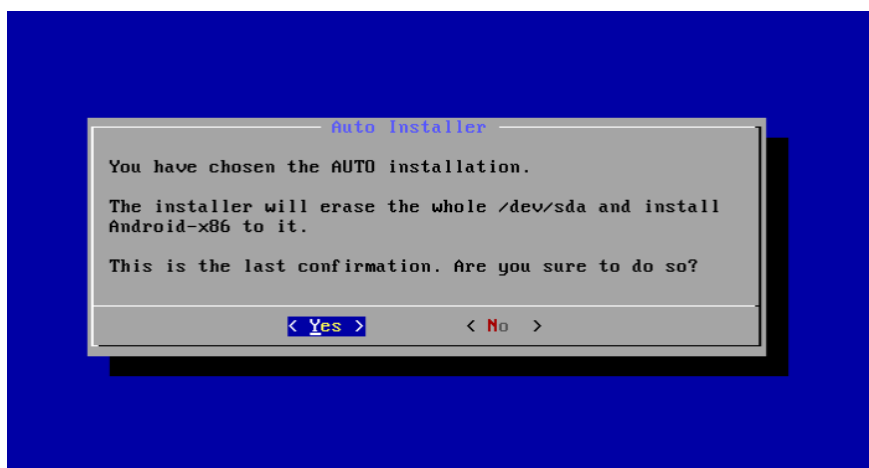 Auto Installer
You have chosen the AUTO installation.
The installer will erase the whole /dev/sda and install
Android-x86 to it.
This is the last confirmation. Are you sure to do so?
< Yes > < No >